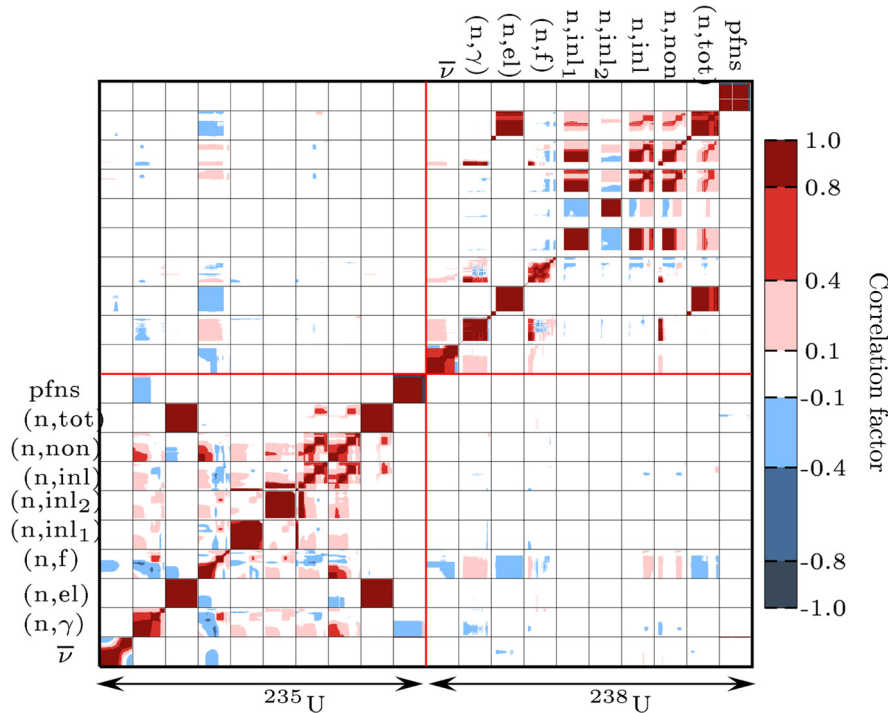 ν̅
(n,γ)
(n,el)
(n,f)
n,inl₁
n,inl₂
n,inl
n,non
(n,tot)
pfns
1.0
0.8
0.4
0.1
-0.1
-0.4
-0.8
-1.0
Correlation factor
pfns
(n,tot)
(n,non)
(n,inl)
(n,inl₂)
(n,inl₁)
(n,f)
(n,el)
(n,γ)
ν̅
²³⁵U
²³⁸U